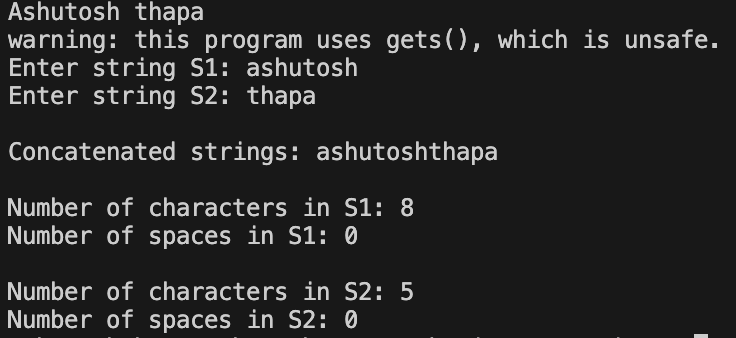 Ashutosh thapa
warning: this program uses gets(), which is unsafe.
Enter string S1: ashutosh
Enter string S2: thapa
Concatenated strings: ashutoshthapa
Number of characters in S1: 8
Number of spaces in S1: 0
Number of characters in S2: 5
Number of spaces in S2: 0